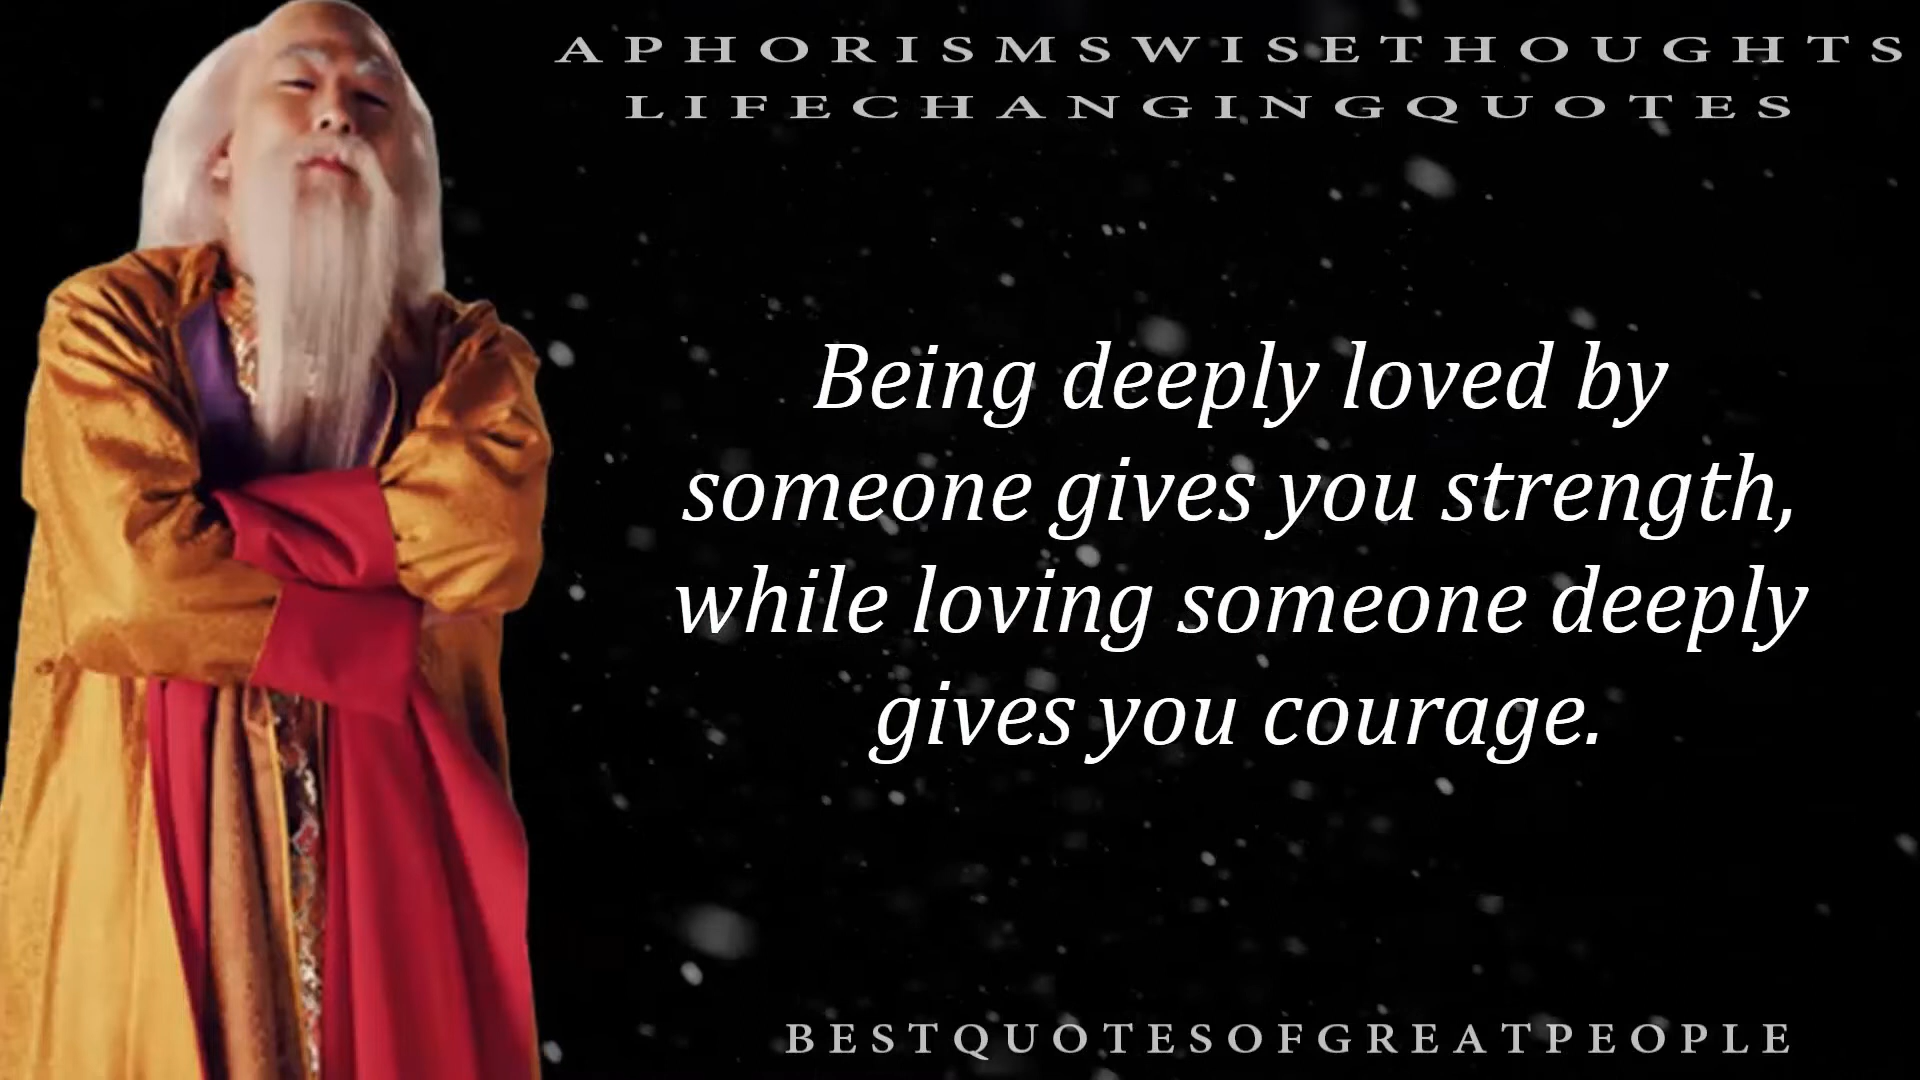 APHORISMSWISETHOUGHTS
LIFECHANGINGQUOTES
Being deeply loved by
someone gives you strength,
while loving someone deeply
gives you courage.
BESTQUOTESOFGREATPEOPLE